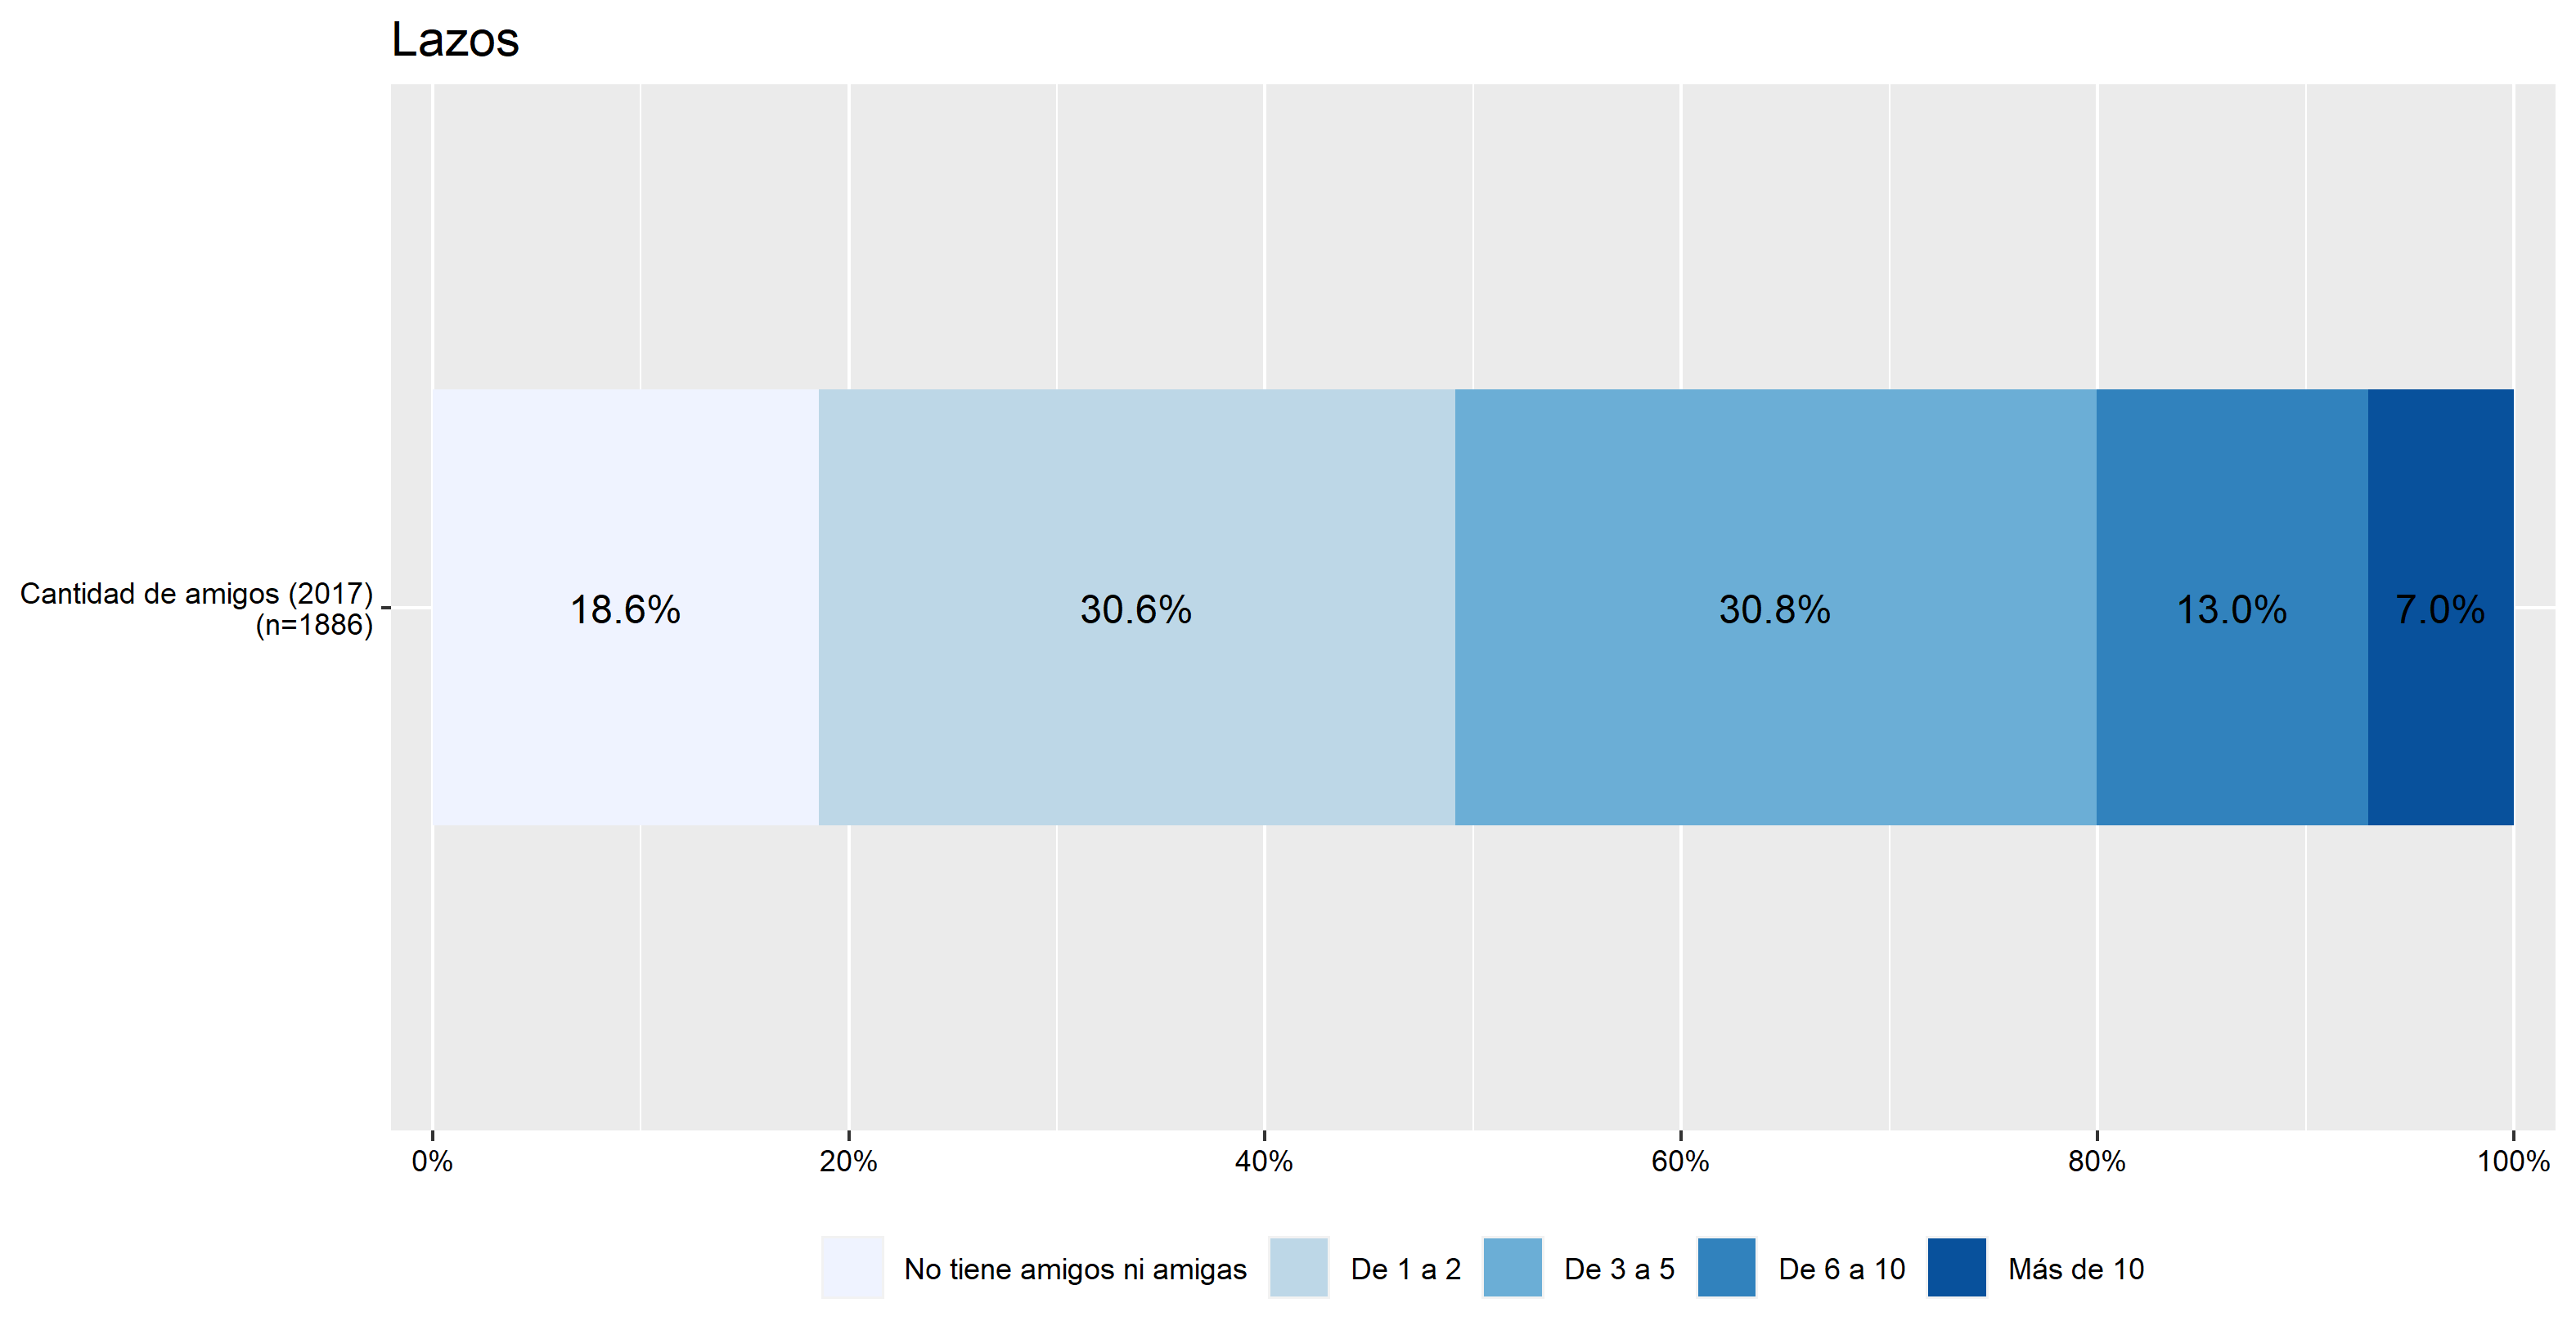 Lazos
Cantidad de amigos (2017)
(n=1886)
18.6%
30.6%
30.8%
13.0%
7.0%
0%
20%
40%
60%
80%
100%
No tiene amigos ni amigas
De 1 a 2
De 3 a 5
De 6 a 10
Más de 10